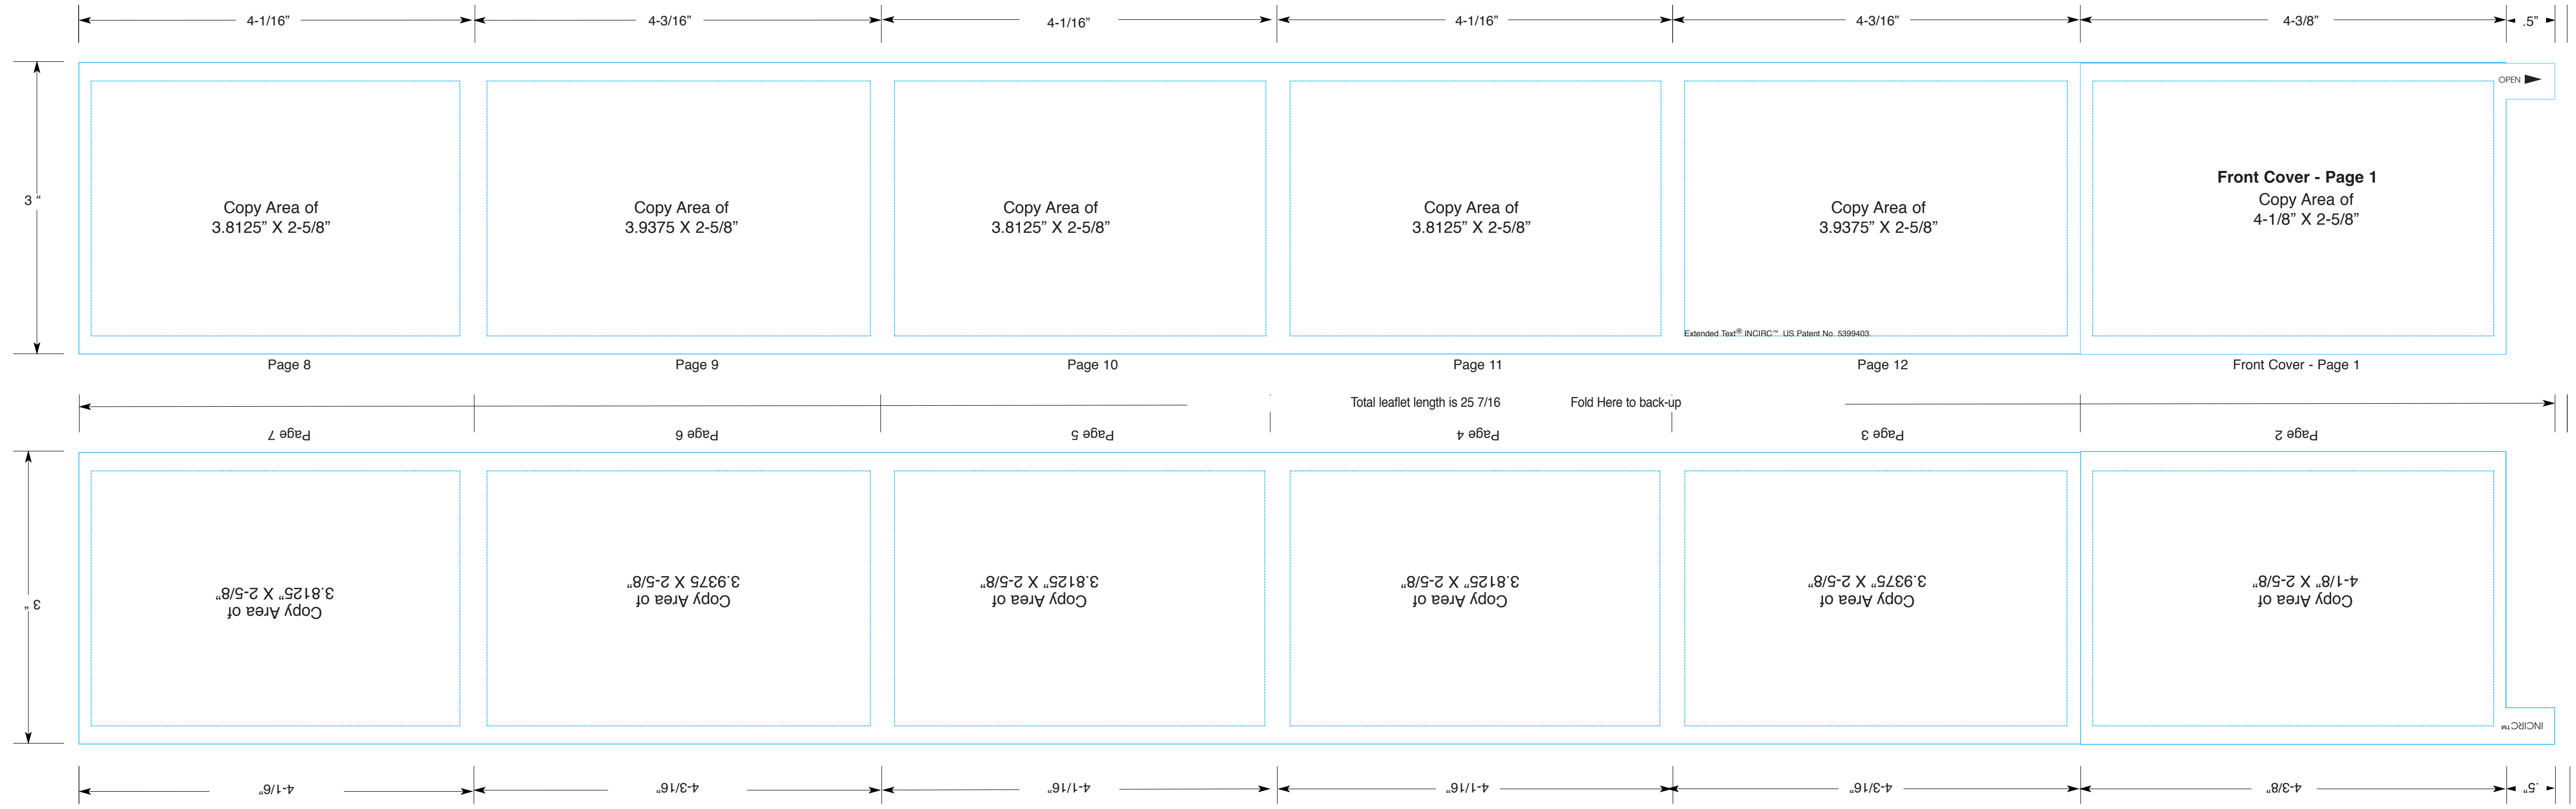 4-1/16”
4-3/16”
4-1/16”
4-1/16”
4-3/16”
4-3/8”
.5”
OPEN
3 “
Copy Area of
3.8125” X 2-5/8”
Copy Area of
3.9375 X 2-5/8”
Copy Area of
3.8125” X 2-5/8”
Copy Area of
3.8125” X 2-5/8”
Copy Area of
3.9375” X 2-5/8”
Front Cover - Page 1
Copy Area of
4-1/8” X 2-5/8”
Extended Text® INCIRC™ US Patent No. 5399403.
Page 8
Page 9
Page 10
Page 11
Page 12
Front Cover - Page 1
Total leaflet length is 25 7/16
Fold Here to back-up
Page 7
Page 6
Page 5
Page 4
Page 3
Page 2
3 “
Copy Area of
3.8125” X 2-5/8”
Copy Area of
3.9375 X 2-5/8”
Copy Area of
3.8125” X 2-5/8”
Copy Area of
3.8125” X 2-5/8”
Copy Area of
3.9375” X 2-5/8”
Copy Area of
4-1/8” X 2-5/8”
INCIRC™
4-1/6”
4-3/16”
4-1/16”
4-1/16”
4-3/16”
4-3/8”
.5”